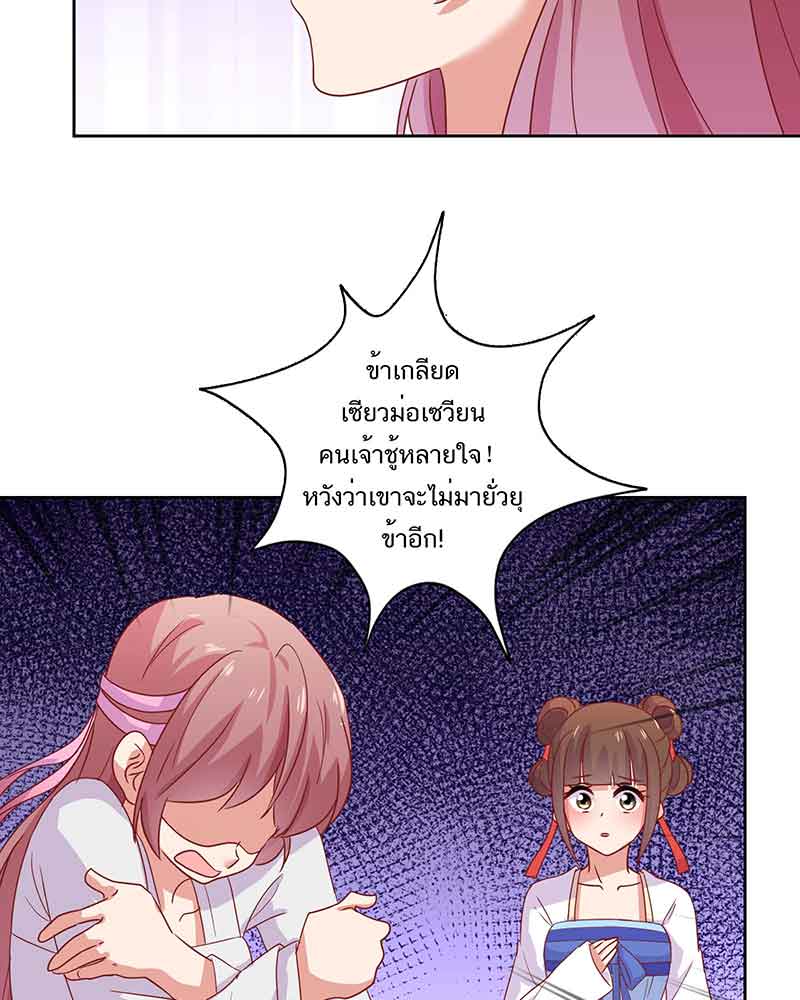 ข้าเกลียด
เซียวม่อเซวียน
คนเจ้าชู้หลายใจ!
หวังว่าเขาจะไม่มายั่วยุ
ข้าอีก!